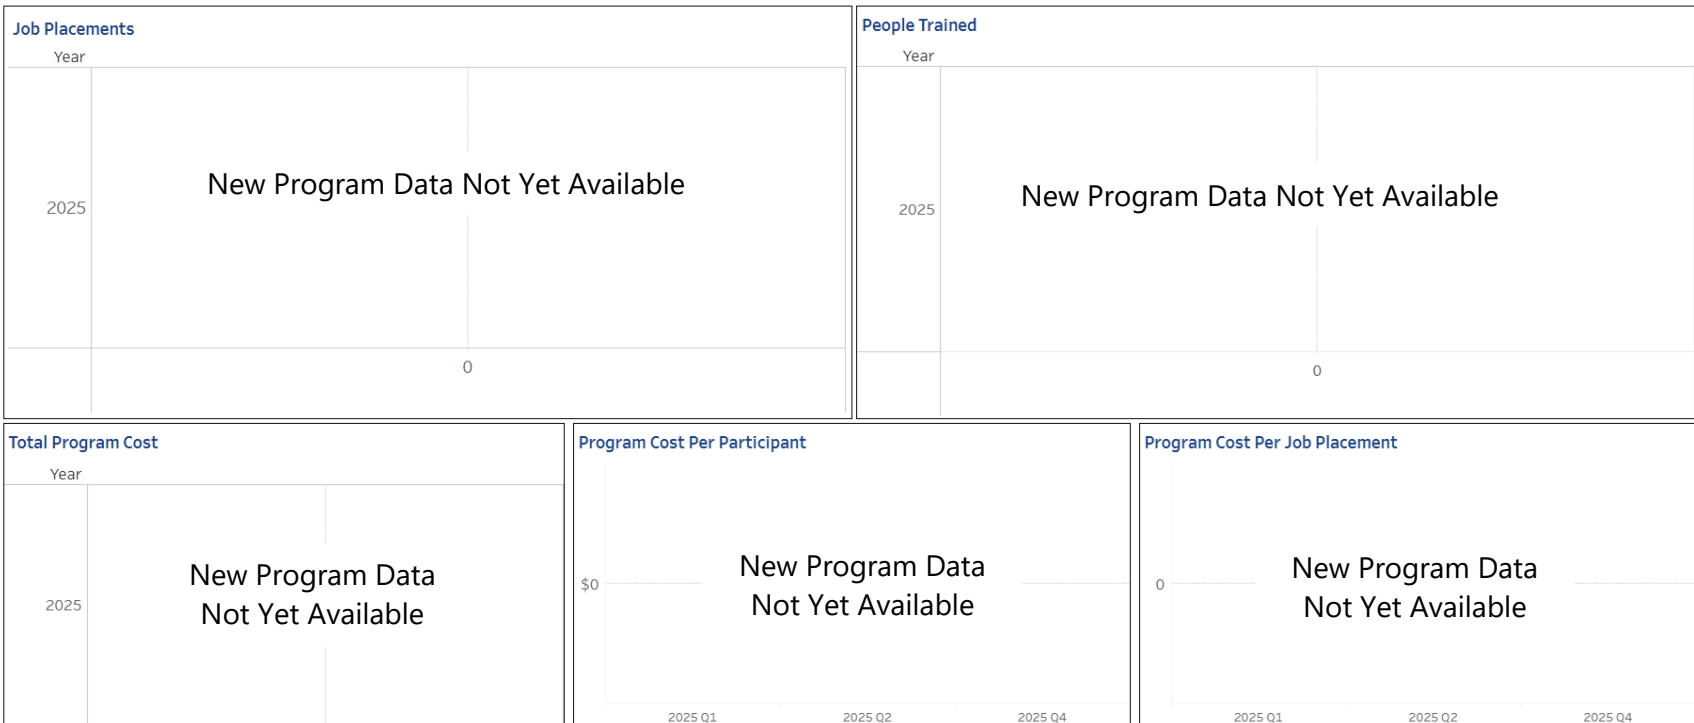 Job Placements
Year
New Program Data Not Yet Available
2025
0
People Trained
Year
New Program Data Not Yet Available
2025
0
Total Program Cost
Year
New Program Data
Not Yet Available
2025
Program Cost Per Participant
New Program Data
Not Yet Available
$0
2025 Q1 2025 Q2 2025 Q4
Program Cost Per Job Placement
New Program Data
Not Yet Available
0
2025 Q1 2025 Q2 2025 Q4